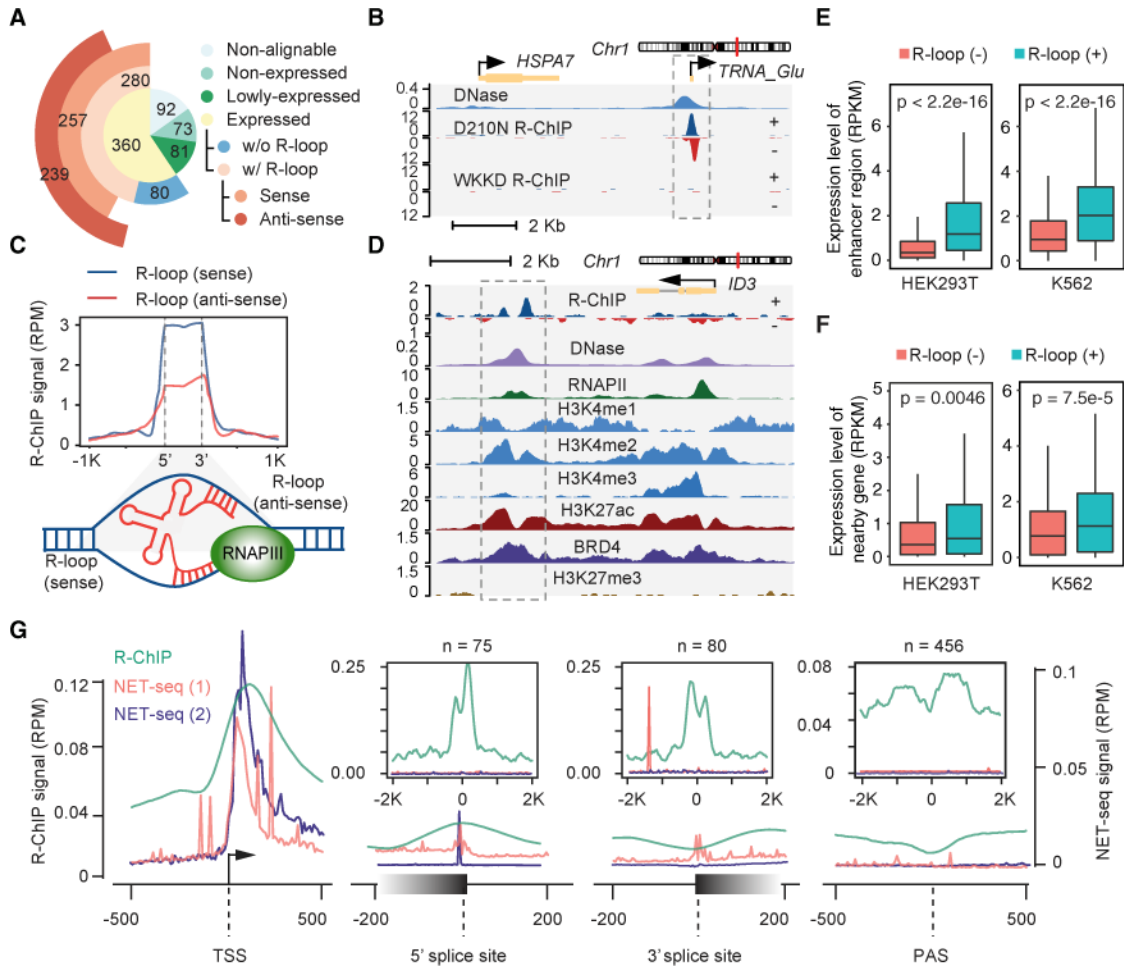 A
Non-alignable
Non-expressed
Lowly-expressed
Expressed
w/o R-loop
w/ R-loop
Sense
Anti-sense
280
92
257
73
360
81
239
80
B
Chr1
HSPA7
TRNA_Glu
0.4
DNase
0
12
D210N R-ChIP
+
0
0
-
12
12
WKKD R-ChIP
+
0
0
-
12
2 Kb
C
R-loop (sense)
R-loop (anti-sense)
R-ChIP signal (RPM)
3
2
1
0
-1K
5'
3'
1K
R-loop
(anti-sense)
RNAPIII
R-loop
(sense)
D
2 Kb
Chr1
ID3
2
R-ChIP
+
0
0
-
1
0.2
DNase
0
10
RNAPII
0
1.5
H3K4me1
0
5
H3K4me2
0
6
H3K4me3
0
20
H3K27ac
0
1.5
BRD4
0
1.5
H3K27me3
0
E
R-loop (-)
R-loop (+)
Expression level of
enhancer region (RPKM)
p < 2.2e-16
p < 2.2e-16
6
4
2
0
6
4
2
0
HEK293T
K562
F
R-loop (-)
R-loop (+)
Expression level of
nearby gene (RPKM)
p = 0.0046
p = 7.5e-5
5
4
3
2
1
0
6
4
2
0
HEK293T
K562
G
R-ChIP
NET-seq (1)
NET-seq (2)
R-ChIP signal (RPM)
0.12
0.08
0.04
0
-500
500
TSS
n = 75
0.25
0.00
-2K
0
2K
-200
200
5' splice site
n = 80
0.25
0.00
-2K
0
2K
-200
200
3' splice site
n = 456
0.08
0.04
0
-2K
0
2K
-500
500
PAS
0.1
0.05
0
NET-seq signal (RPM)